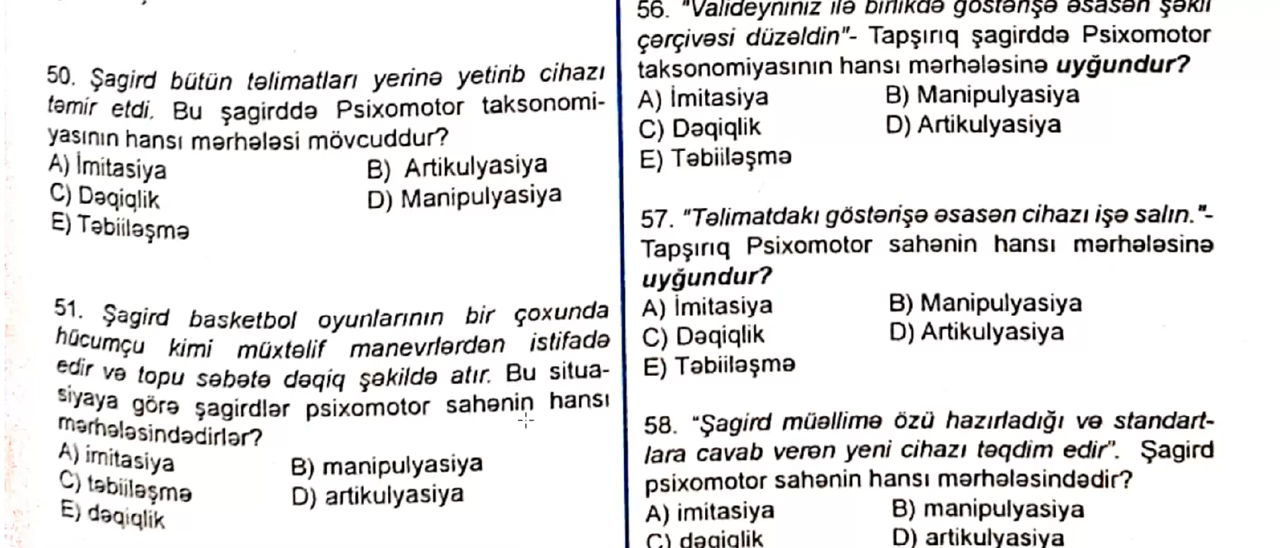 50. Şagird bütün təlimatları yerinə yetirib cihazı
təmir etdi. Bu şagirddə Psixomotor taksonomi-
yasının hansı mərhələsi mövcuddur?
A) İmitasiya B) Artikulyasiya
C) Dəqiqlik D) Manipulyasiya
E) Təbiiləşmə
51. Şagird basketbol oyunlarının bir çoxunda
hücumçu kimi müxtəlif manevrlərdən istifadə
edir və topu səbətə dəqiq şəkildə atır. Bu situa-
siyaya görə şagirdlər psixomotor sahənin hansı
mərhələsindədirlər?
A) imitasiya B) manipulyasiya
C) təbiiləşmə D) artikulyasiya
E) dəqiqlik
56. "Valideyniniz ilə birlikdə göstərişə əsasən şəkil
çərçivəsi düzəldin"- Tapşırıq şagirddə Psixomotor
taksonomiyasının hansı mərhələsinə uyğundur?
A) İmitasiya B) Manipulyasiya
C) Dəqiqlik D) Artikulyasiya
E) Təbiiləşmə
57. "Təlimatdakı göstərişə əsasən cihazı işə salın."-
Tapşırıq Psixomotor sahənin hansı mərhələsinə
uyğundur?
A) İmitasiya B) Manipulyasiya
C) Dəqiqlik D) Artikulyasiya
E) Təbiiləşmə
58. "Şagird müəllimə özü hazırladığı və standart-
lara cavab verən yeni cihazı təqdim edir". Şagird
psixomotor sahənin hansı mərhələsindədir?
A) imitasiya B) manipulyasiya
C) dəqiqlik D) artikulyasiya